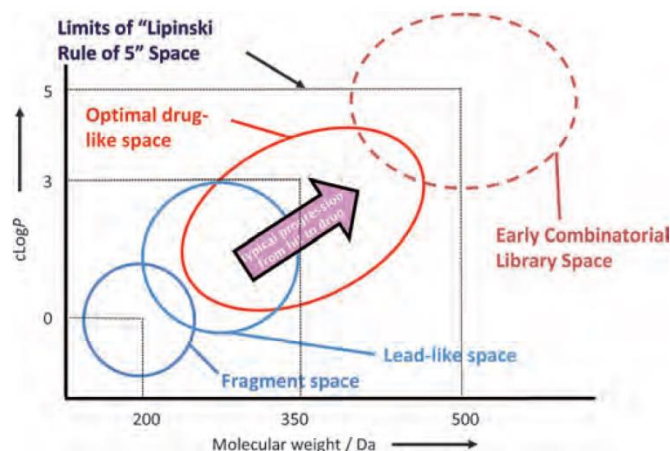 Limits of “Lipinski
Rule of 5” Space
5
Optimal drug-
like space
3
cLogP
Typical progression
from hit to drug
Early Combinatorial
Library Space
0
Lead-like space
Fragment space
200
350
500
Molecular weight / Da